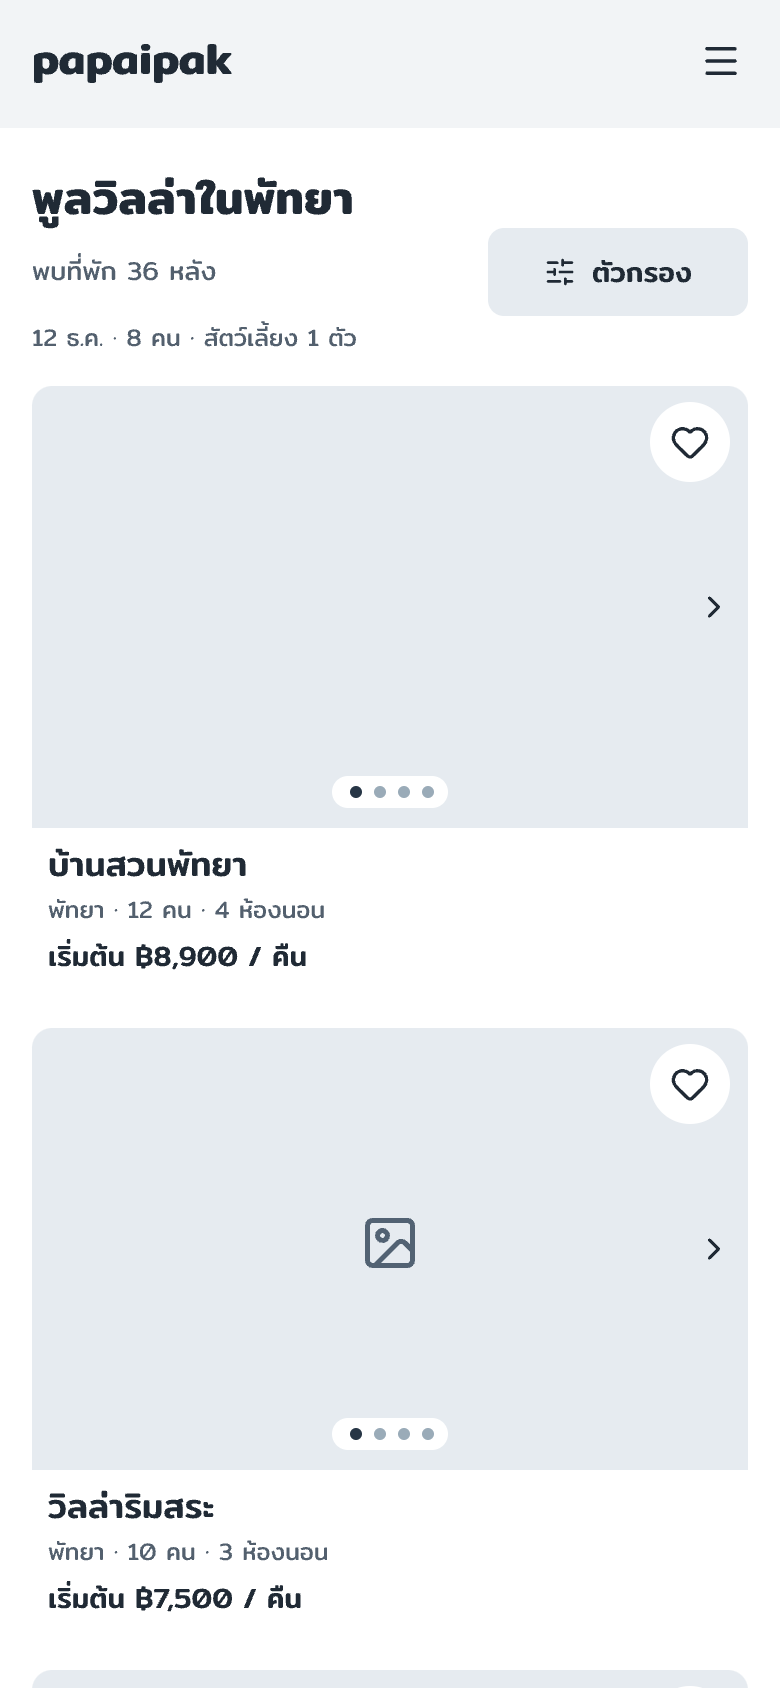 papaipak
พูลวิลล่าในพัทยา
พบที่พัก 36 หลัง
ตัวกรอง
12 ธ.ค. · 8 คน · สัตว์เลี้ยง 1 ตัว
บ้านสวนพัทยา
พัทยา · 12 คน · 4 ห้องนอน
เริ่มต้น ฿8,900 / คืน
วิลล่าริมสระ
พัทยา · 10 คน · 3 ห้องนอน
เริ่มต้น ฿7,500 / คืน